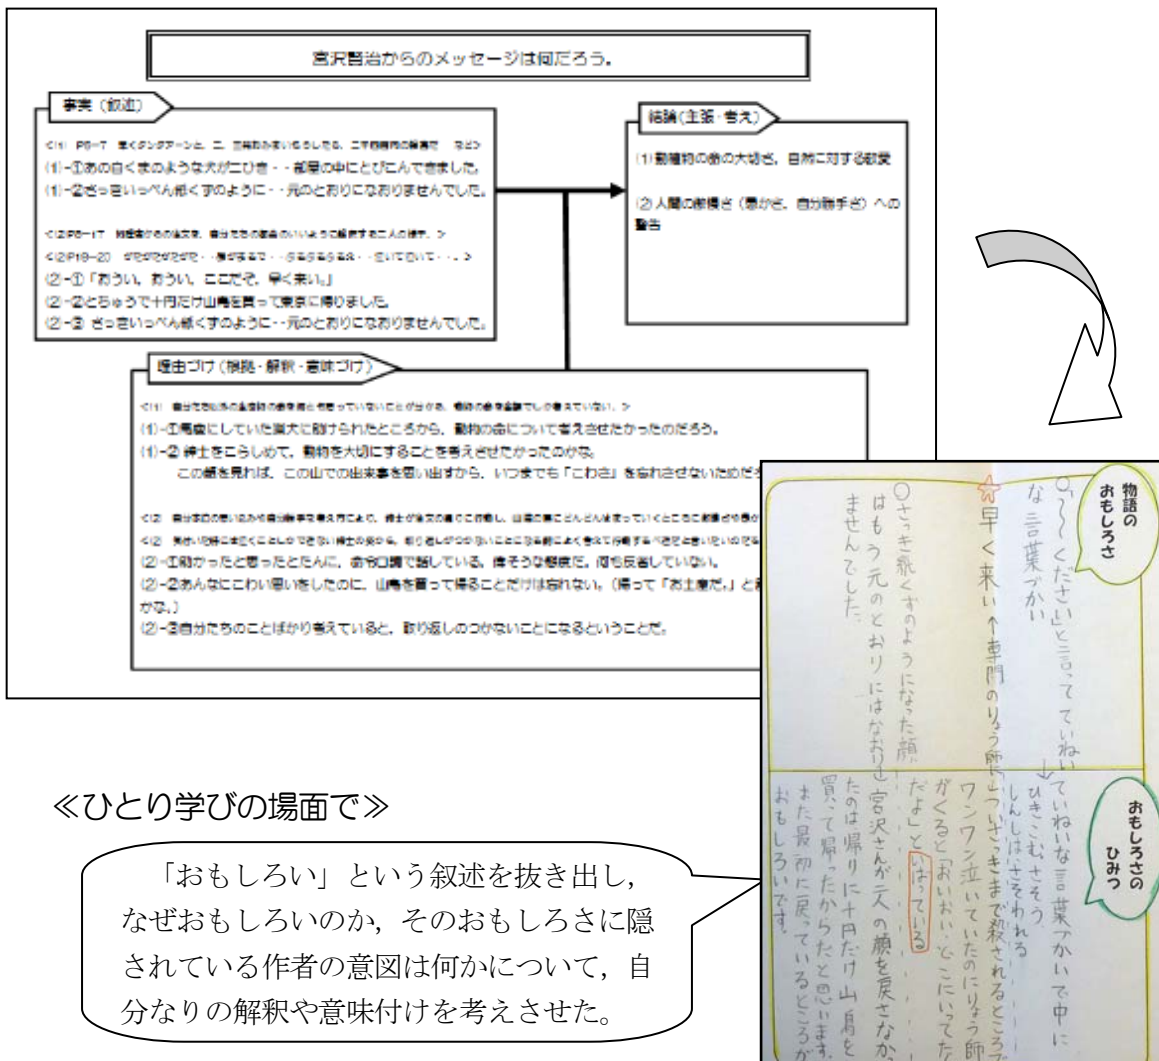 宮沢賢治からのメッセージは何だろう。
事実（叙述）
(1)-①あの白くまのような犬が二ひき・・部屋の中にとびこんできました。
(1)-②さっきいっぺん紙くずのように・・元のとおりになおりませんでした。
(2)-①「おうい，おうい，ここだぞ，早く来い。」
(2)-②とちゅうで十円だけ山鳥を買って東京に帰りました。
(2)-③ さっきいっぺん紙くずのように・・元のとおりになおりませんでした。
結論(主張・考え)
(1)動植物の命の大切さ，自然に対する敬愛
(2)人間の傲慢さ（愚かさ，自分勝手さ）への
警告
理由づけ(根拠・解釈・意味づけ)
(1)-①馬鹿にしていた猟犬に助けられたところから，動物の命について考えさせたかったのだろう。
(1)-②紳士をこらしめて，動物を大切にすることを考えさせたかったのかな。
この顔を見れば，この山での出来事を思い出すから，いつまでも「こわさ」を忘れさせないためだ
(2)-①助かったと思ったとたんに，命令口調で話している。偉そうな態度だ。何も反省していない。
(2)-②あんなにこわい思いをしたのに，山鳥を買って帰ることだけは忘れない。（帰って「お土産だ。」と
かな。）
(2)-③自分たちのことばかり考えていると，取り返しのつかないことになるということだ。
物語の
おもしろさ
○「～～ください」と言って ていねい
な言葉づかい
☆早く来い←専門のりょう師に
○さっき紙くずのようになった顔
はもう元のとおりにはなおり
ませんでした。
おもしろさの
ひみつ
ていねいな言葉づかいで中に
ひきこむ、さそう。
しんしはさそわれる
ついさっきまで殺されるところで
ワンワン泣いていたのにりょう師
がくると「おいおい、どこにいってた
だよ」といばっている
宮沢さんが二人の顔を戻さなかっ
たのは帰りに十円だけ山鳥を
買って帰ったからだと思います。
また最初に戻っているところが
おもしろいです。
≪ひとり学びの場面で≫
「おもしろい」という叙述を抜き出し，
なぜおもしろいのか，そのおもしろさに隠
されている作者の意図は何かについて，自
分なりの解釈や意味付けを考えさせた。